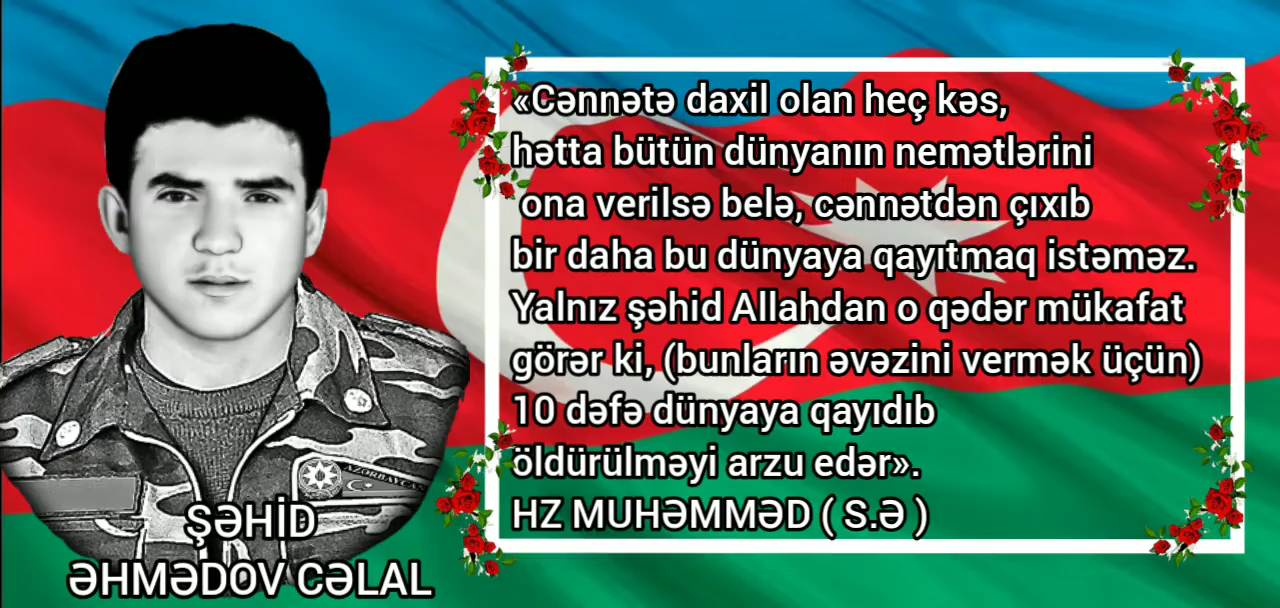 «Cənnətə daxil olan heç kəs,
hətta bütün dünyanın nemətlərini
ona verilsə belə, cənnətdən çıxıb
bir daha bu dünyaya qayıtmaq istəməz.
Yalnız şəhid Allahdan o qədər mükafat
görər ki, (bunların əvəzini vermək üçün)
10 dəfə dünyaya qayıdıb
öldürülməyi arzu edər».
HZ MUHƏMMƏD ( S.Ə )
AZƏRBAYCAN
ŞƏHİD
ƏHMƏDOV CƏLAL